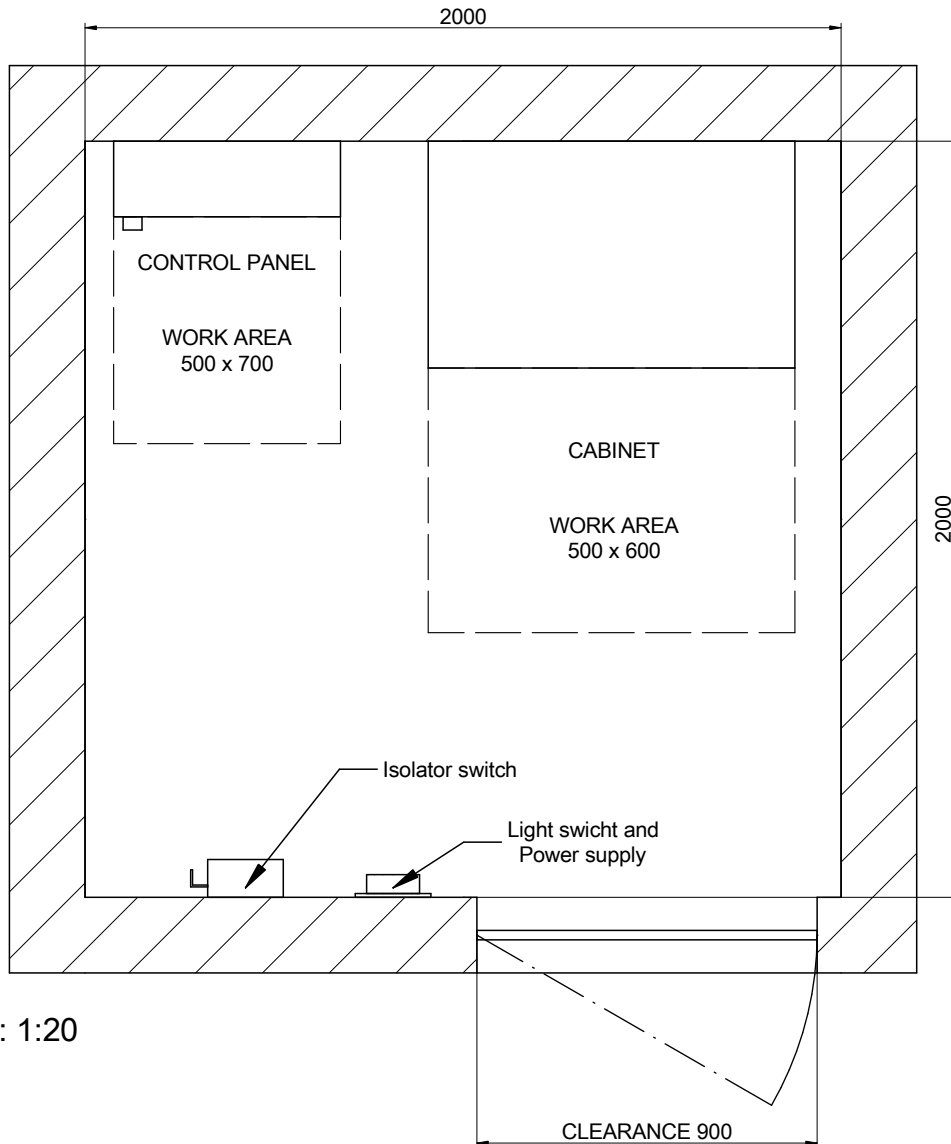 2000
CONTROL PANEL
WORK AREA
500 x 700
CABINET
WORK AREA
500 x 600
2000
Isolator switch
Light swicht and
Power supply
: 1:20
CLEARANCE 900